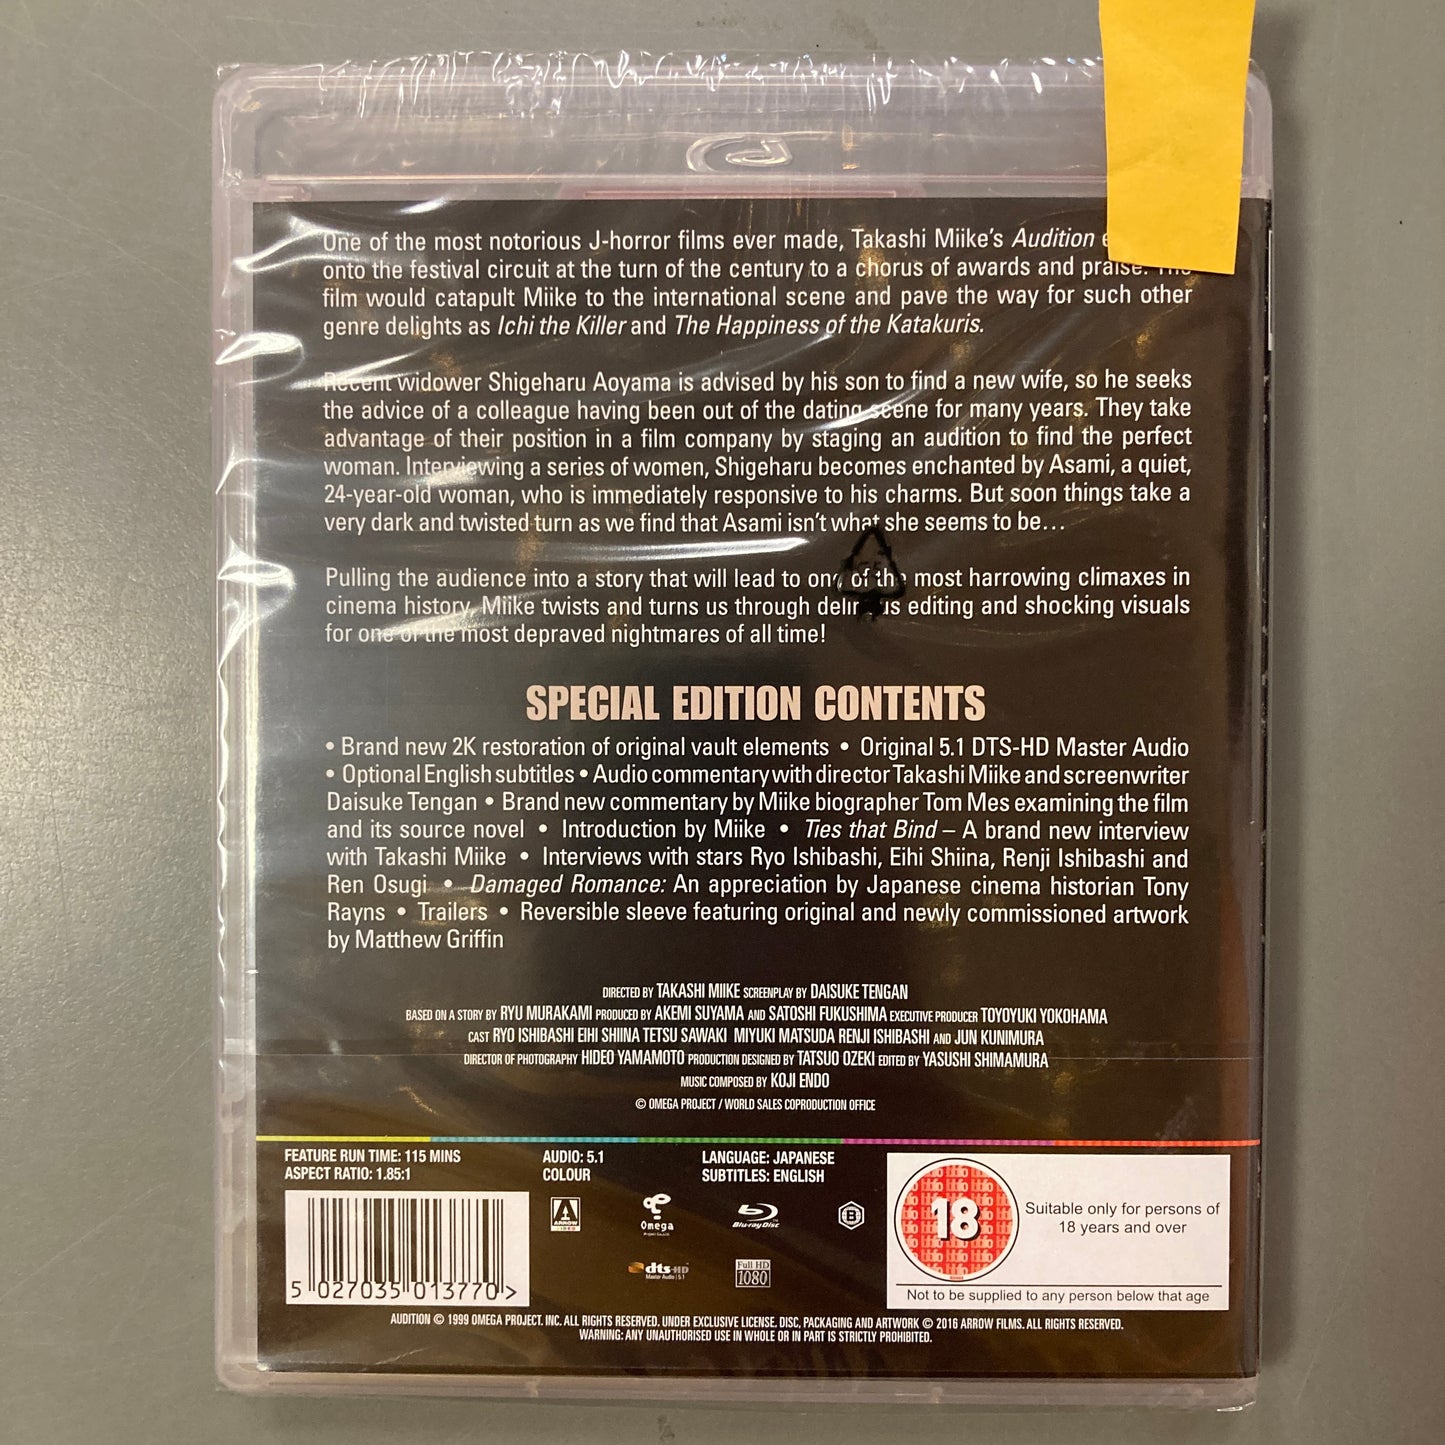 One of the most notorious J-horror films ever made, Takashi Miike's Audition
onto the festival circuit at the turn of the century to a chorus of awards and praise. The
film would catapult Miike to the international scene and pave the way for such other
genre delights as Ichi the Killer and The Happiness of the Katakuris.
Recent widower Shigeharu Aoyama is advised by his son to find a new wife, so he seeks
the advice of a colleague having been out of the dating scene for many years. They take
advantage of their position in a film company by staging an audition to find the perfect
woman. Interviewing a series of women, Shigeharu becomes enchanted by Asami, a quiet,
24-year-old woman, who is immediately responsive to his charms. But soon things take a
very dark and twisted turn as we find that Asami isn't what she seems to be...
Pulling the audience into a story that will lead to one of the most harrowing climaxes in
cinema history, Miike twists and turns us through delirious editing and shocking visuals
for one of the most depraved nightmares of all time!
SPECIAL EDITION CONTENTS
• Brand new 2K restoration of original vault elements • Original 5.1 DTS-HD Master Audio
• Optional English subtitles • Audio commentary with director Takashi Miike and screenwriter
Daisuke Tengan • Brand new commentary by Miike biographer Tom Mes examining the film
and its source novel • Introduction by Miike • Ties that Bind – A brand new interview
with Takashi Miike • Interviews with stars Ryo Ishibashi, Eihi Shiina, Renji Ishibashi and
Ren Osugi • Damaged Romance: An appreciation by Japanese cinema historian Tony
Rayns • Trailers • Reversible sleeve featuring original and newly commissioned artwork
by Matthew Griffin
DIRECTED BY TAKASHI MIIKE SCREENPLAY BY DAISUKE TENGAN
BASED ON A STORY BY RYU MURAKAMI PRODUCED BY AKEMI SUYAMA AND SATOSHI FUKUSHIMA EXECUTIVE PRODUCER TOYOYUKI YOKOHAMA
CAST RYO ISHIBASHI EIHI SHIINA TETSU SAWAKI MIYUKI MATSUDA RENJI ISHIBASHI AND JUN KUNIMURA
DIRECTOR OF PHOTOGRAPHY HIDEO YAMAMOTO PRODUCTION DESIGNED BY TATSUO OZEKI EDITED BY YASUSHI SHIMAMURA
MUSIC COMPOSED BY KOJI ENDO
© OMEGA PROJECT / WORLD SALES COPRODUCTION OFFICE
FEATURE RUN TIME: 115 MINS
ASPECT RATIO: 1.85:1
AUDIO: 5.1
COLOUR
LANGUAGE: JAPANESE
SUBTITLES: ENGLISH
5 027035 013770 >
ARROW
VIDEO
Omega
Blu-ray Disc
B
dts-HD
Master Audio | 5.1
Full HD
1080
18
Suitable only for persons of
18 years and over
Not to be supplied to any person below that age
AUDITION © 1999 OMEGA PROJECT. INC. ALL RIGHTS RESERVED. UNDER EXCLUSIVE LICENSE. DISC, PACKAGING AND ARTWORK © 2016 ARROW FILMS. ALL RIGHTS RESERVED.
WARNING: ANY UNAUTHORISED USE IN WHOLE OR IN PART IS STRICTLY PROHIBITED.